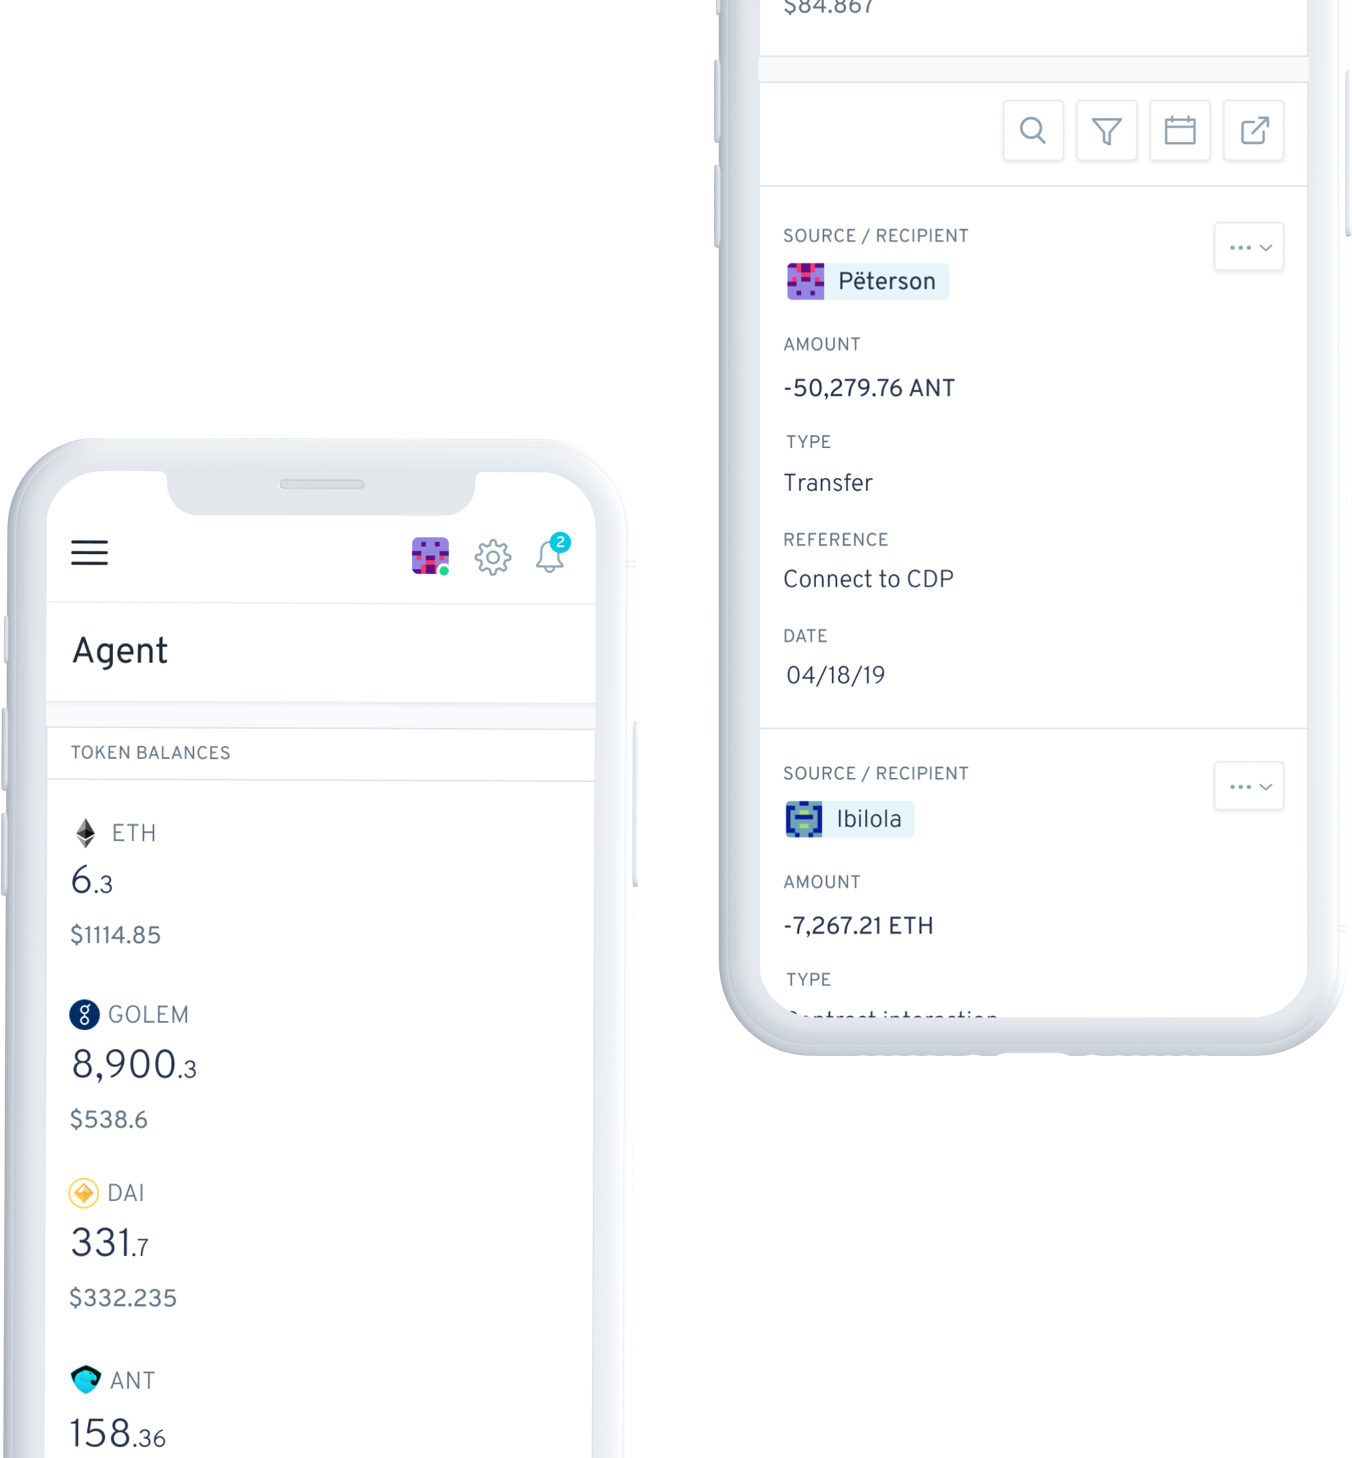 2
Agent
TOKEN BALANCES
ETH
6.3
$1114.85
GOLEM
8,900.3
$538.6
DAI
331.7
$332.235
ANT
158.36
$84.867
SOURCE / RECIPIENT
Pëterson
AMOUNT
-50,279.76 ANT
TYPE
Transfer
REFERENCE
Connect to CDP
DATE
04/18/19
SOURCE / RECIPIENT
Ibilola
AMOUNT
-7,267.21 ETH
TYPE
Contract interaction